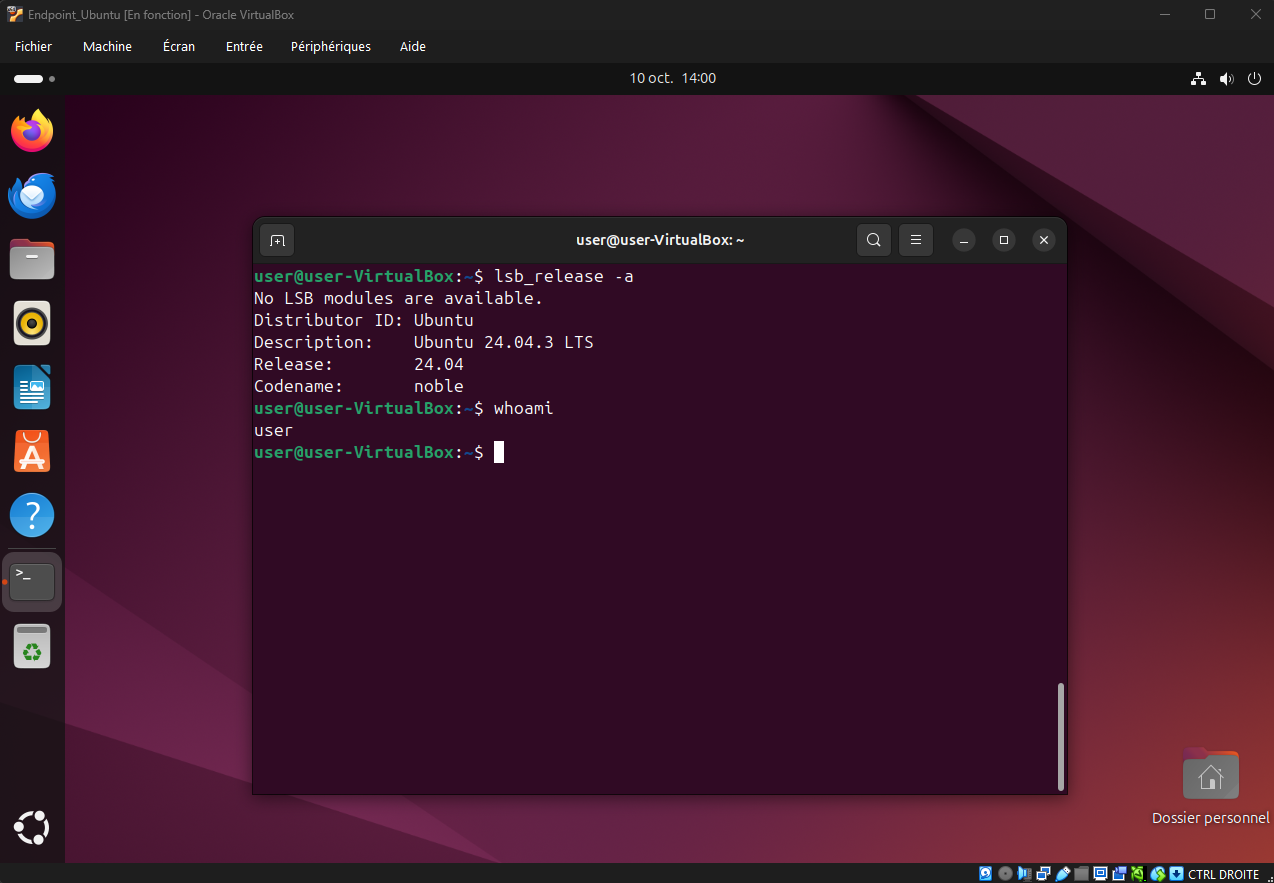 Endpoint_Ubuntu [En fonction] - Oracle VirtualBox
Fichier Machine Écran Entrée Périphériques Aide
10 oct. 14:00
user@user-VirtualBox: ~
user@user-VirtualBox:~$ lsb_release -a
No LSB modules are available.
Distributor ID: Ubuntu
Description: Ubuntu 24.04.3 LTS
Release: 24.04
Codename: noble
user@user-VirtualBox:~$ whoami
user
user@user-VirtualBox:~$
Dossier personnel
CTRL DROITE